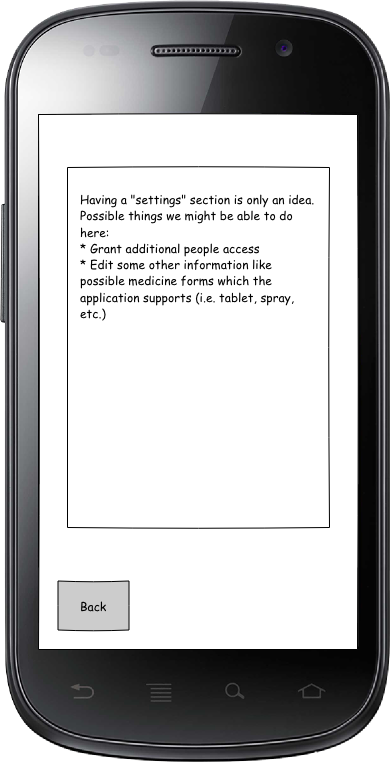 Having a "settings" section is only an idea.
Possible things we might be able to do
here:
* Grant additional people access
* Edit some other information like
possible medicine forms which the
application supports (i.e. tablet, spray,
etc.)
Back